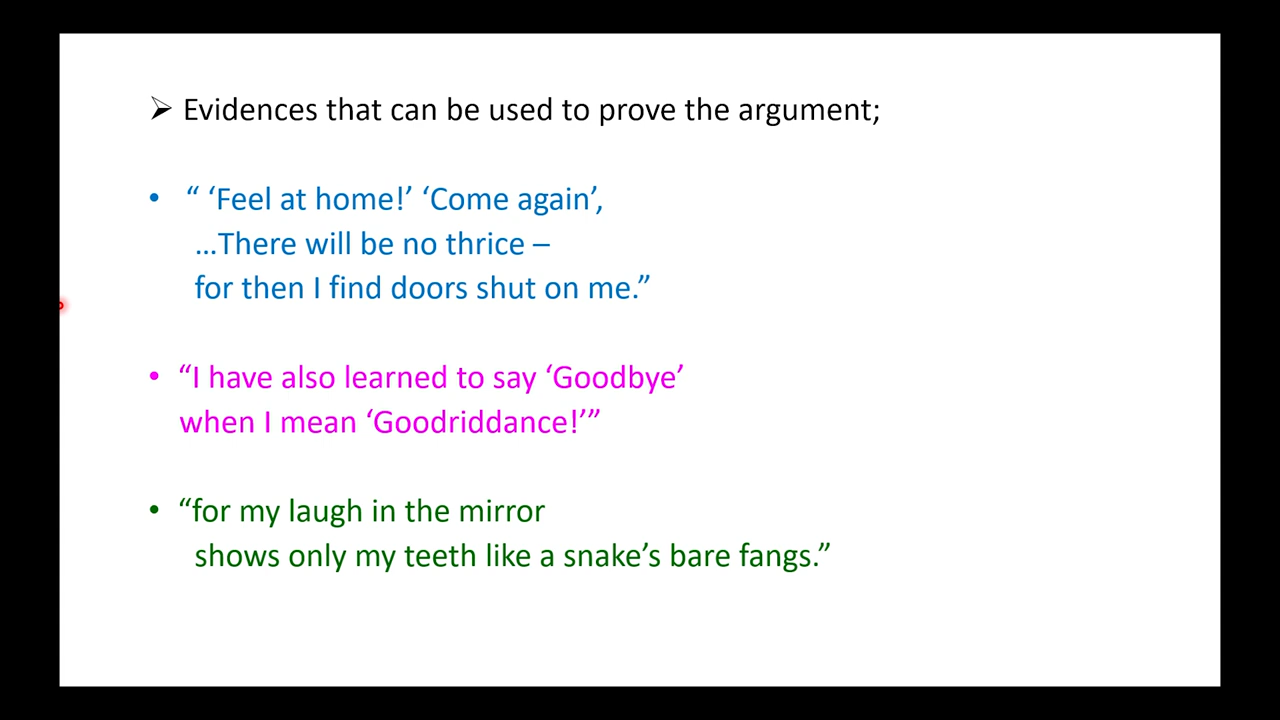 ➢ Evidences that can be used to prove the argument;
• “ ‘Feel at home!’ ‘Come again’,
...There will be no thrice –
for then I find doors shut on me.”
• “I have also learned to say ‘Goodbye’
when I mean ‘Goodriddance!’”
• “for my laugh in the mirror
shows only my teeth like a snake’s bare fangs.”